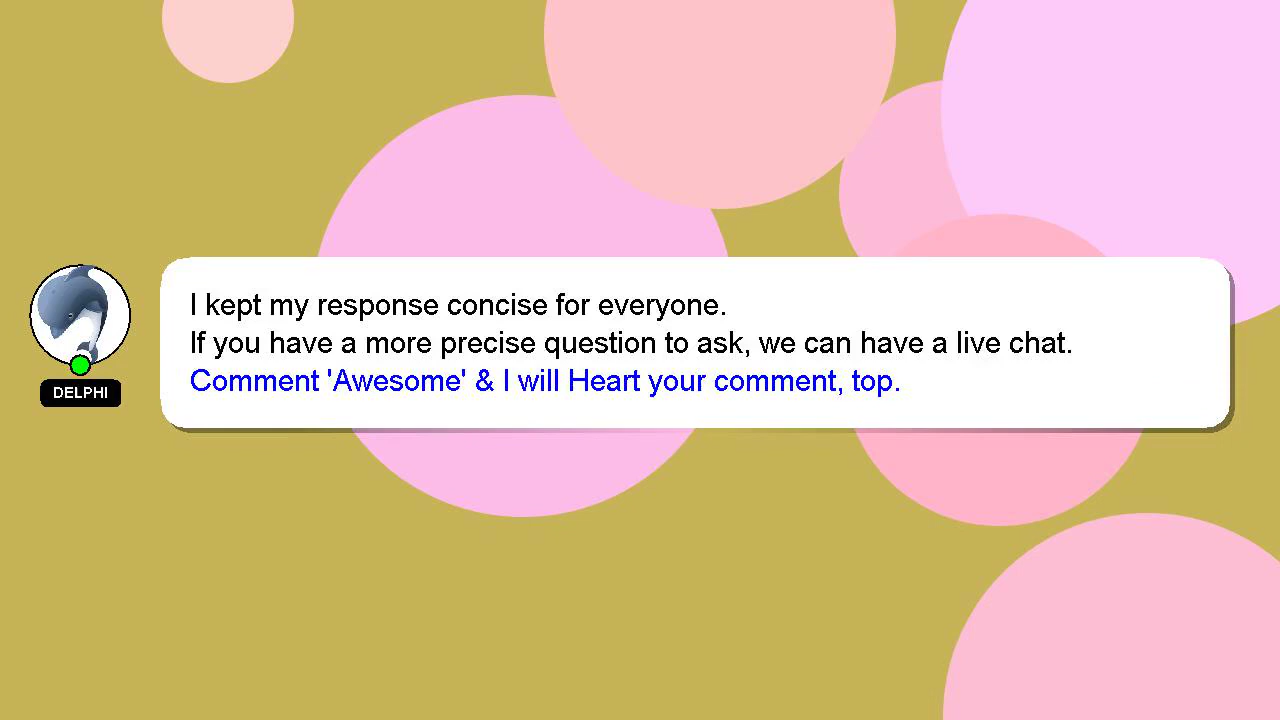 I kept my response concise for everyone.
If you have a more precise question to ask, we can have a live chat.
Comment 'Awesome' & I will Heart your comment, top.
DELPHI